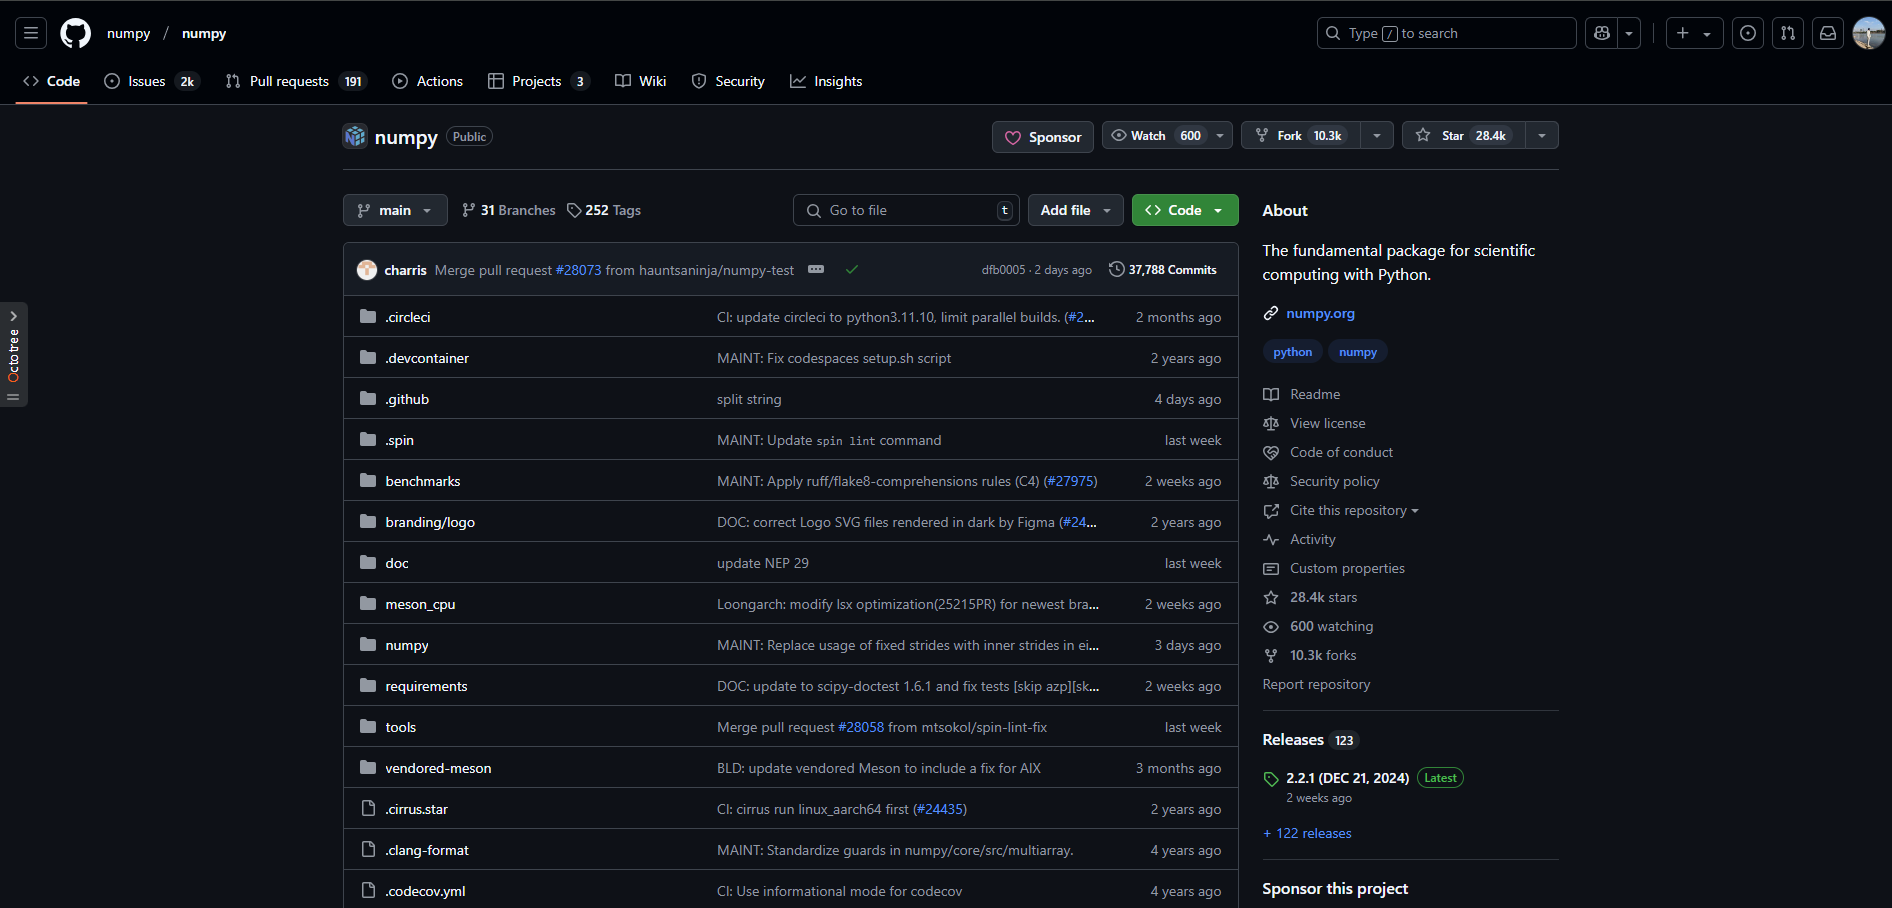 numpy / numpy
Type / to search
Code
Issues 2k
Pull requests 191
Actions
Projects 3
Wiki
Security
Insights
numpy Public
Sponsor
Watch 600
Fork 10.3k
Star 28.4k
main
31 Branches
252 Tags
Go to file t
Add file
Code
charris Merge pull request #28073 from hauntsaninja/numpy-test
dfb0005 · 2 days ago
37,788 Commits
.circleci CI: update circleci to python3.11.10, limit parallel builds. (#2... 2 months ago
.devcontainer MAINT: Fix codespaces setup.sh script 2 years ago
.github split string 4 days ago
.spin MAINT: Update spin lint command last week
benchmarks MAINT: Apply ruff/flake8-comprehensions rules (C4) (#27975) 2 weeks ago
branding/logo DOC: correct Logo SVG files rendered in dark by Figma (#24... 2 years ago
doc update NEP 29 last week
meson_cpu Loongarch: modify lsx optimization(25215PR) for newest bra... 2 weeks ago
numpy MAINT: Replace usage of fixed strides with inner strides in ei... 3 days ago
requirements DOC: update to scipy-doctest 1.6.1 and fix tests [skip azp][sk... 2 weeks ago
tools Merge pull request #28058 from mtsokol/spin-lint-fix last week
vendored-meson BLD: update vendored Meson to include a fix for AIX 3 months ago
.cirrus.star CI: cirrus run linux_aarch64 first (#24435) 2 years ago
.clang-format MAINT: Standardize guards in numpy/core/src/multiarray. 4 years ago
.codecov.yml CI: Use informational mode for codecov 4 years ago
About
The fundamental package for scientific
computing with Python.
numpy.org
python numpy
Readme
View license
Code of conduct
Security policy
Cite this repository
Activity
Custom properties
28.4k stars
600 watching
10.3k forks
Report repository
Releases 123
2.2.1 (DEC 21, 2024) Latest
2 weeks ago
+ 122 releases
Sponsor this project
Octotree